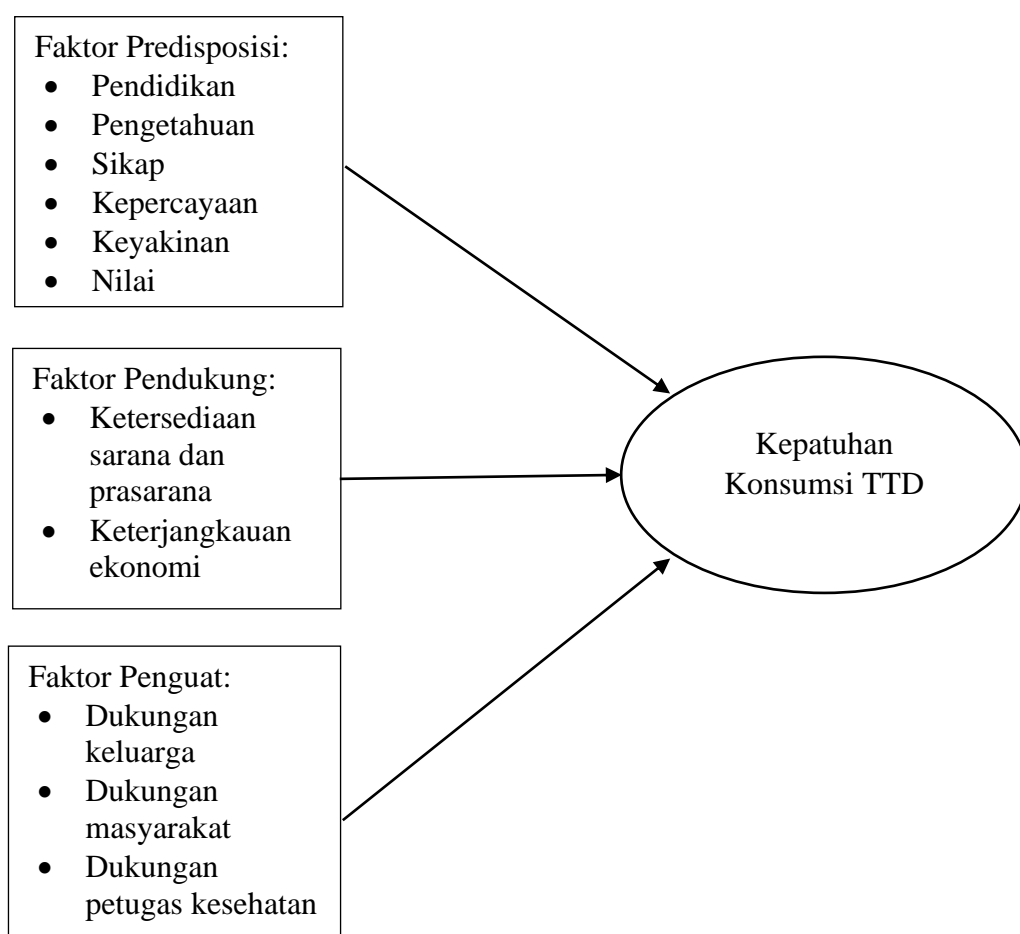 Faktor Predisposisi:
• Pendidikan
• Pengetahuan
• Sikap
• Kepercayaan
• Keyakinan
• Nilai
Faktor Pendukung:
• Ketersediaan
sarana dan
prasarana
• Keterjangkauan
ekonomi
Kepatuhan
Konsumsi TTD
Faktor Penguat:
• Dukungan
keluarga
• Dukungan
masyarakat
• Dukungan
petugas kesehatan